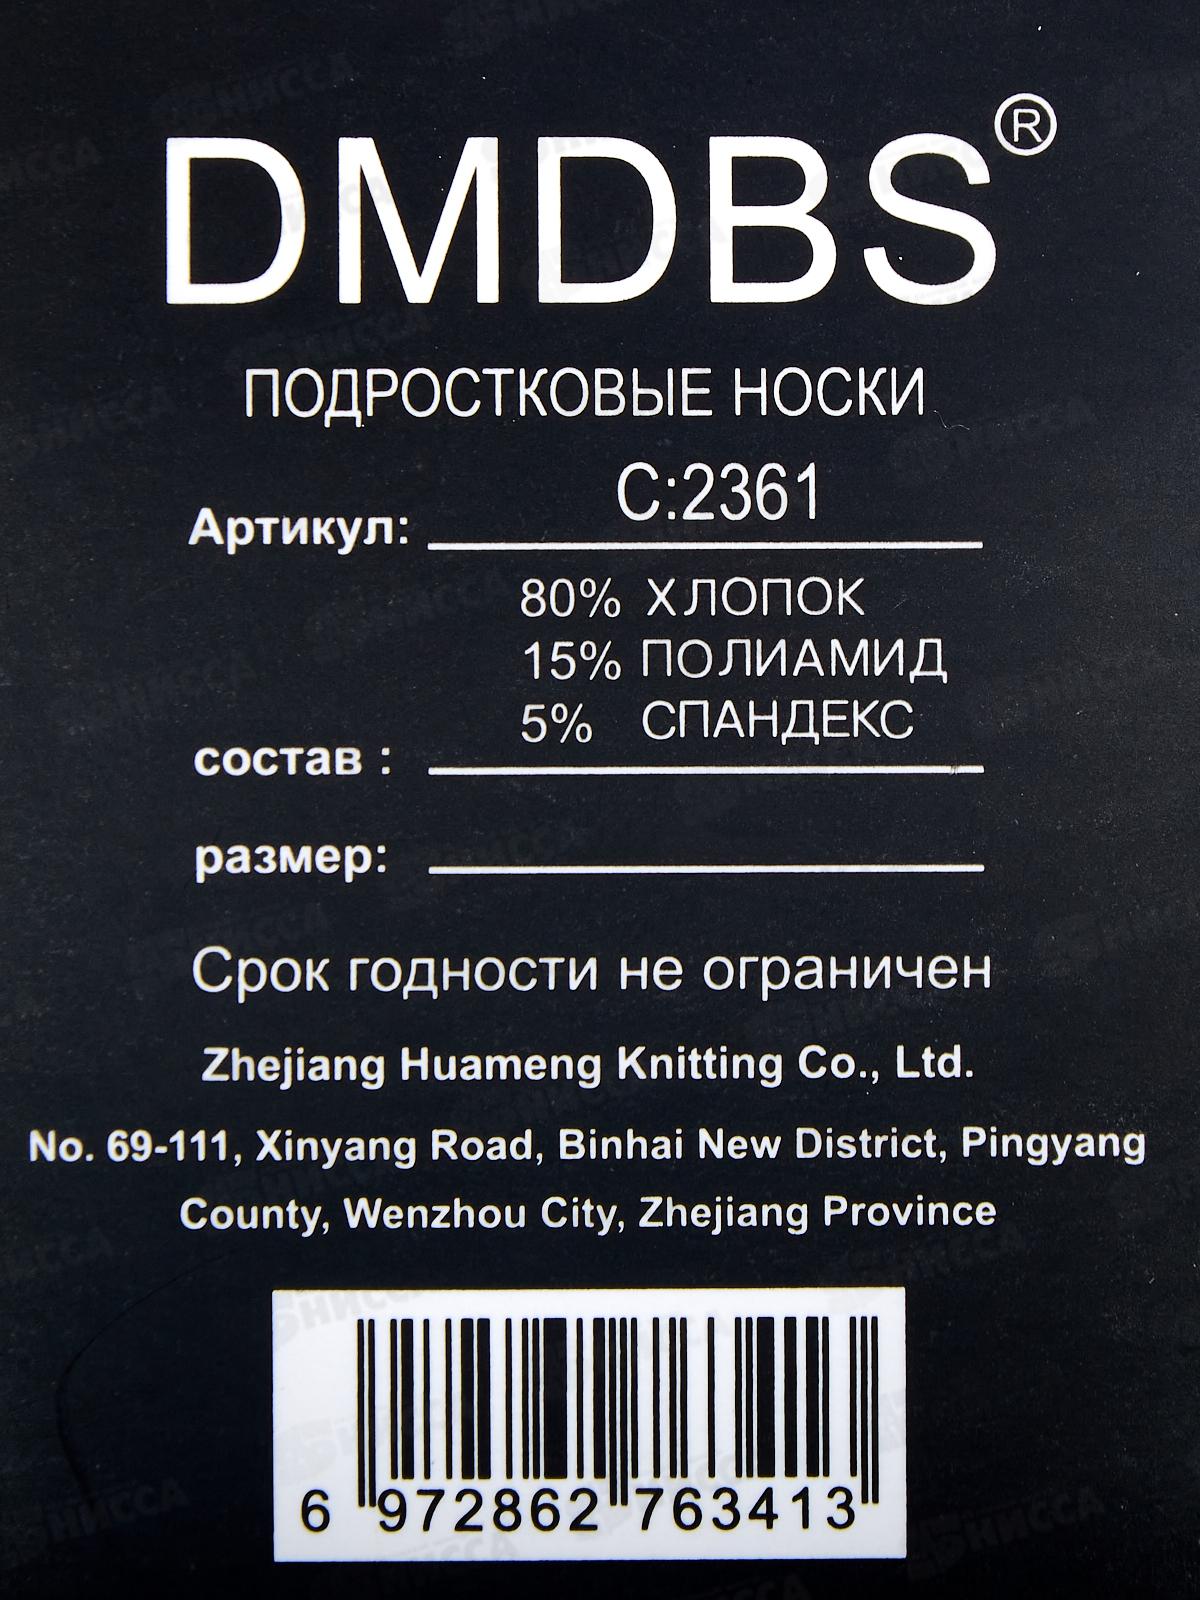 DMDBS®
ПОДРОСТКОВЫЕ НОСКИ
Артикул: C:2361
80% ХЛОПОК
15% ПОЛИАМИД
5% СПАНДЕКС
состав :
размер:
Срок годности не ограничен
Zhejiang Huameng Knitting Co., Ltd.
No. 69-111, Xinyang Road, Binhai New District, Pingyang
County, Wenzhou City, Zhejiang Province
6 972862 763413